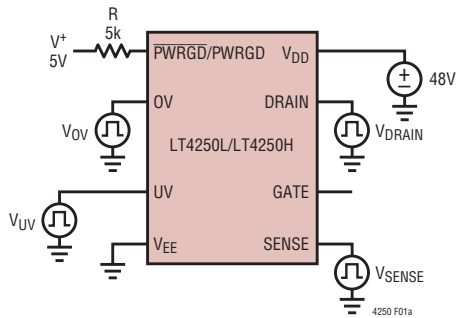 R
5k
V+
5V
PWRGD/PWRGD
VDD
48V
OV
DRAIN
VOV
VDRAIN
LT4250L/LT4250H
UV
GATE
VUV
VEE
SENSE
VSENSE
4250 F01a